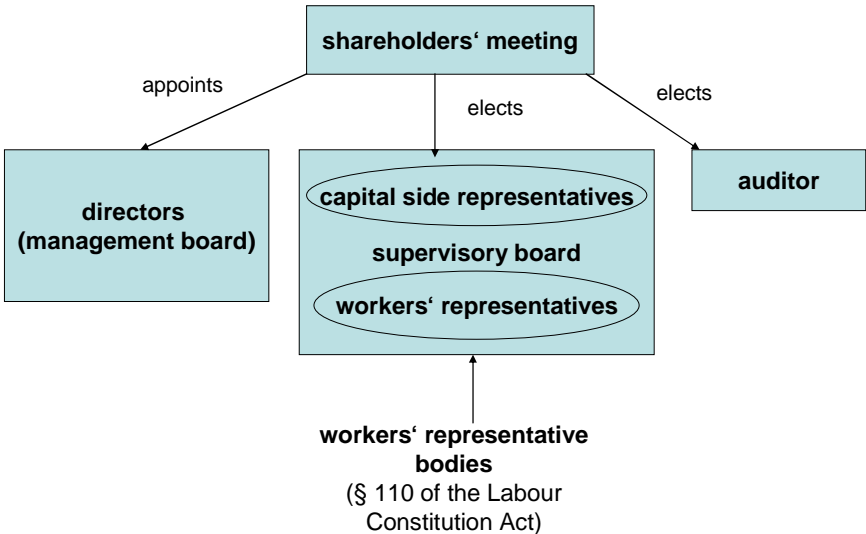 shareholders‘ meeting
appoints
elects
elects
directors
(management board)
capital side representatives
supervisory board
workers‘ representatives
auditor
workers‘ representative
bodies
(§ 110 of the Labour
Constitution Act)